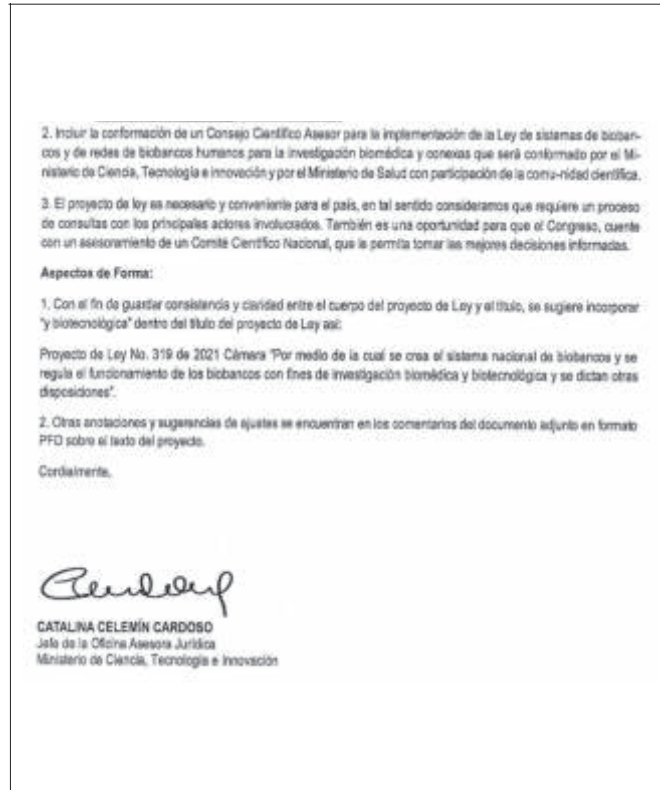 2. Incluir la conformación de un Consejo Científico Asesor para la implementación de la Ley de sistemas de bioban-
cos y de redes de biobancos humanos para la investigación biomédica y conexas que será conformado por el Mi-
nisterio de Ciencia, Tecnología e innovación y por el Ministerio de Salud con participación de la comu-nidad científica.
3. El proyecto de ley es necesario y conveniente para el país, en tal sentido consideramos que requiere un proceso
de consultas con los principales actores involucrados. También es una oportunidad para que el Congreso, cuente
con un asesoramiento de un Comité Científico Nacional, que le permita tomar las mejores decisiones informadas.
Aspectos de Forma:
1. Con el fin de guardar consistencia y claridad entre el cuerpo del proyecto de Ley y el título, se sugiere incorporar
"y biotecnológica" dentro del título del proyecto de Ley así:
Proyecto de Ley No. 319 de 2021 Cámara "Por medio de la cual se crea el sistema nacional de biobancos y se
regula el funcionamiento de los biobancos con fines de investigación biomédica y biotecnológica y se dictan otras
disposiciones".
2. Otras anotaciones y sugerencias de ajustes se encuentran en los comentarios del documento adjunto en formato
PFD sobre el texto del proyecto.
Cordialmente,
CATALINA CELEMÍN CARDOSO
Jefe de la Oficina Asesora Jurídica
Ministerio de Ciencia, Tecnología e Innovación